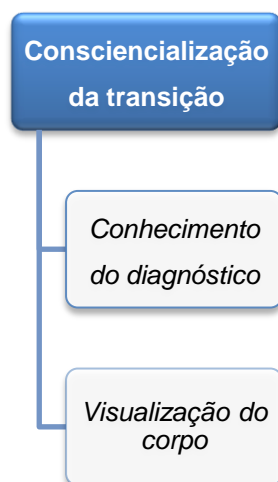 Consciencialização
da transição
Conhecimento
do diagnóstico
Visualização do
corpo